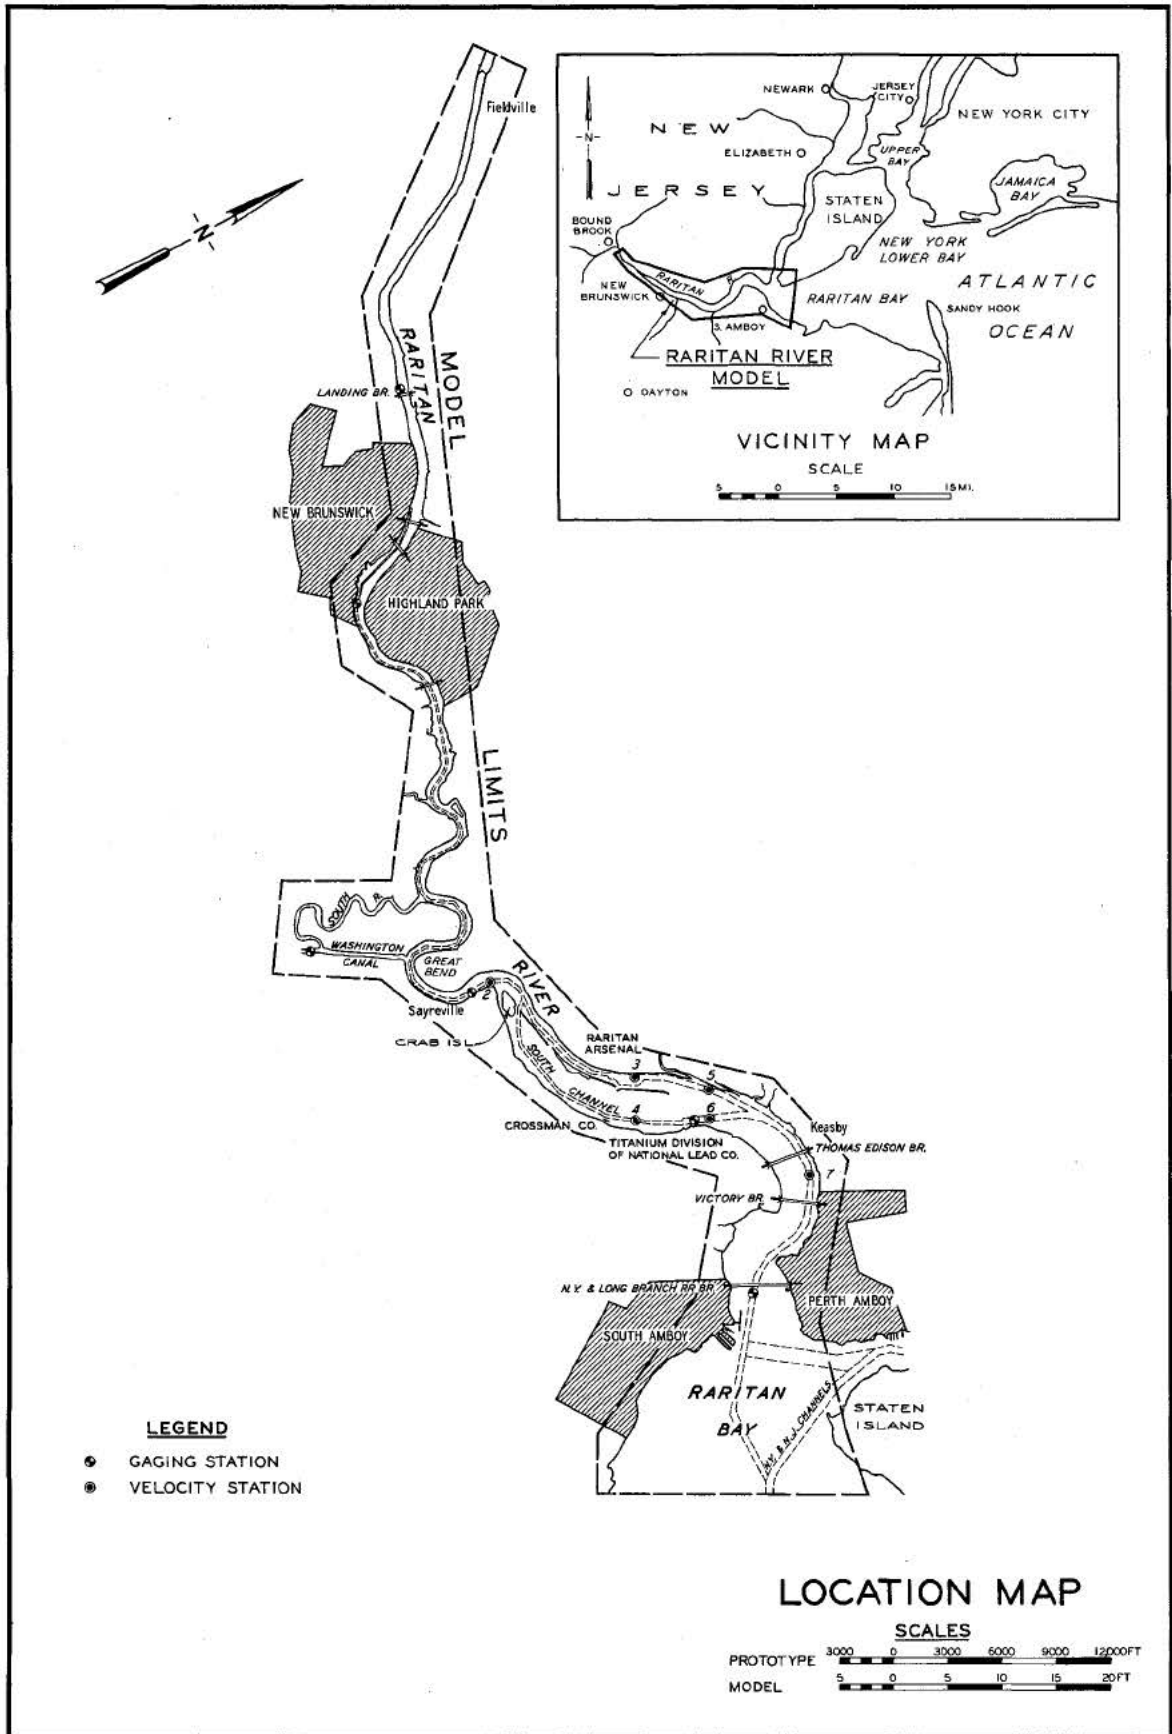 Fieldville
N
RARITAN
MODEL
LANDING BR.
NEW BRUNSWICK
HIGHLAND PARK
LIMITS
SOUTH R.
WASHINGTON
CANAL
GREAT
BEND
RIVER
Sayreville
2
CRAB ISL.
RARITAN
ARSENAL
SOUTH
CHANNEL
3
5
4
6
CROSSMAN CO.
TITANIUM DIVISION
OF NATIONAL LEAD CO.
Keasby
THOMAS EDISON BR.
7
VICTORY BR.
N.Y. & LONG BRANCH RR BR.
PERTH AMBOY
SOUTH AMBOY
RARITAN
BAY
N.Y. & N.J. CHANNELS
STATEN
ISLAND
NEWARK
JERSEY
CITY
NEW YORK CITY
-N-
NEW
ELIZABETH
UPPER
BAY
JERSEY
JAMAICA
BAY
STATEN
ISLAND
BOUND
BROOK
NEW YORK
LOWER BAY
RARITAN R.
ATLANTIC
NEW
BRUNSWICK
RARITAN BAY
SANDY HOOK
S. AMBOY
OCEAN
RARITAN RIVER
MODEL
DAYTON
VICINITY MAP
SCALE
5 0 5 10 15 MI.
LEGEND
GAGING STATION
VELOCITY STATION
LOCATION MAP
SCALES
PROTOTYPE 3000 0 3000 6000 9000 12000 FT
MODEL 5 0 5 10 15 20 FT